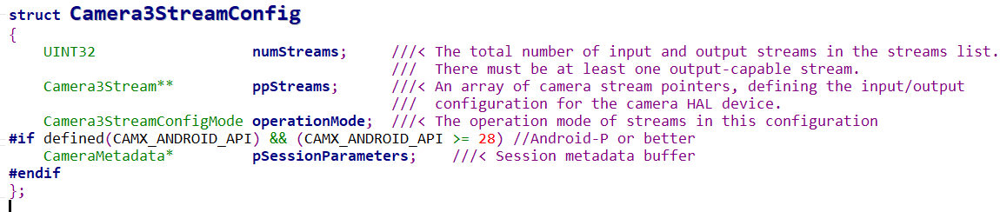 struct Camera3StreamConfig
{
    UINT32                  numStreams;     ///< The total number of input and output streams in the streams list.
                                            ///  There must be at least one output-capable stream.
    Camera3Stream**         ppStreams;      ///< An array of camera stream pointers, defining the input/output
                                            ///  configuration for the camera HAL device.
    Camera3StreamConfigMode operationMode;  ///< The operation mode of streams in this configuration
#if defined(CAMX_ANDROID_API) && (CAMX_ANDROID_API >= 28) //Android-P or better
    CameraMetadata*         pSessionParameters;    ///< Session metadata buffer
#endif
};